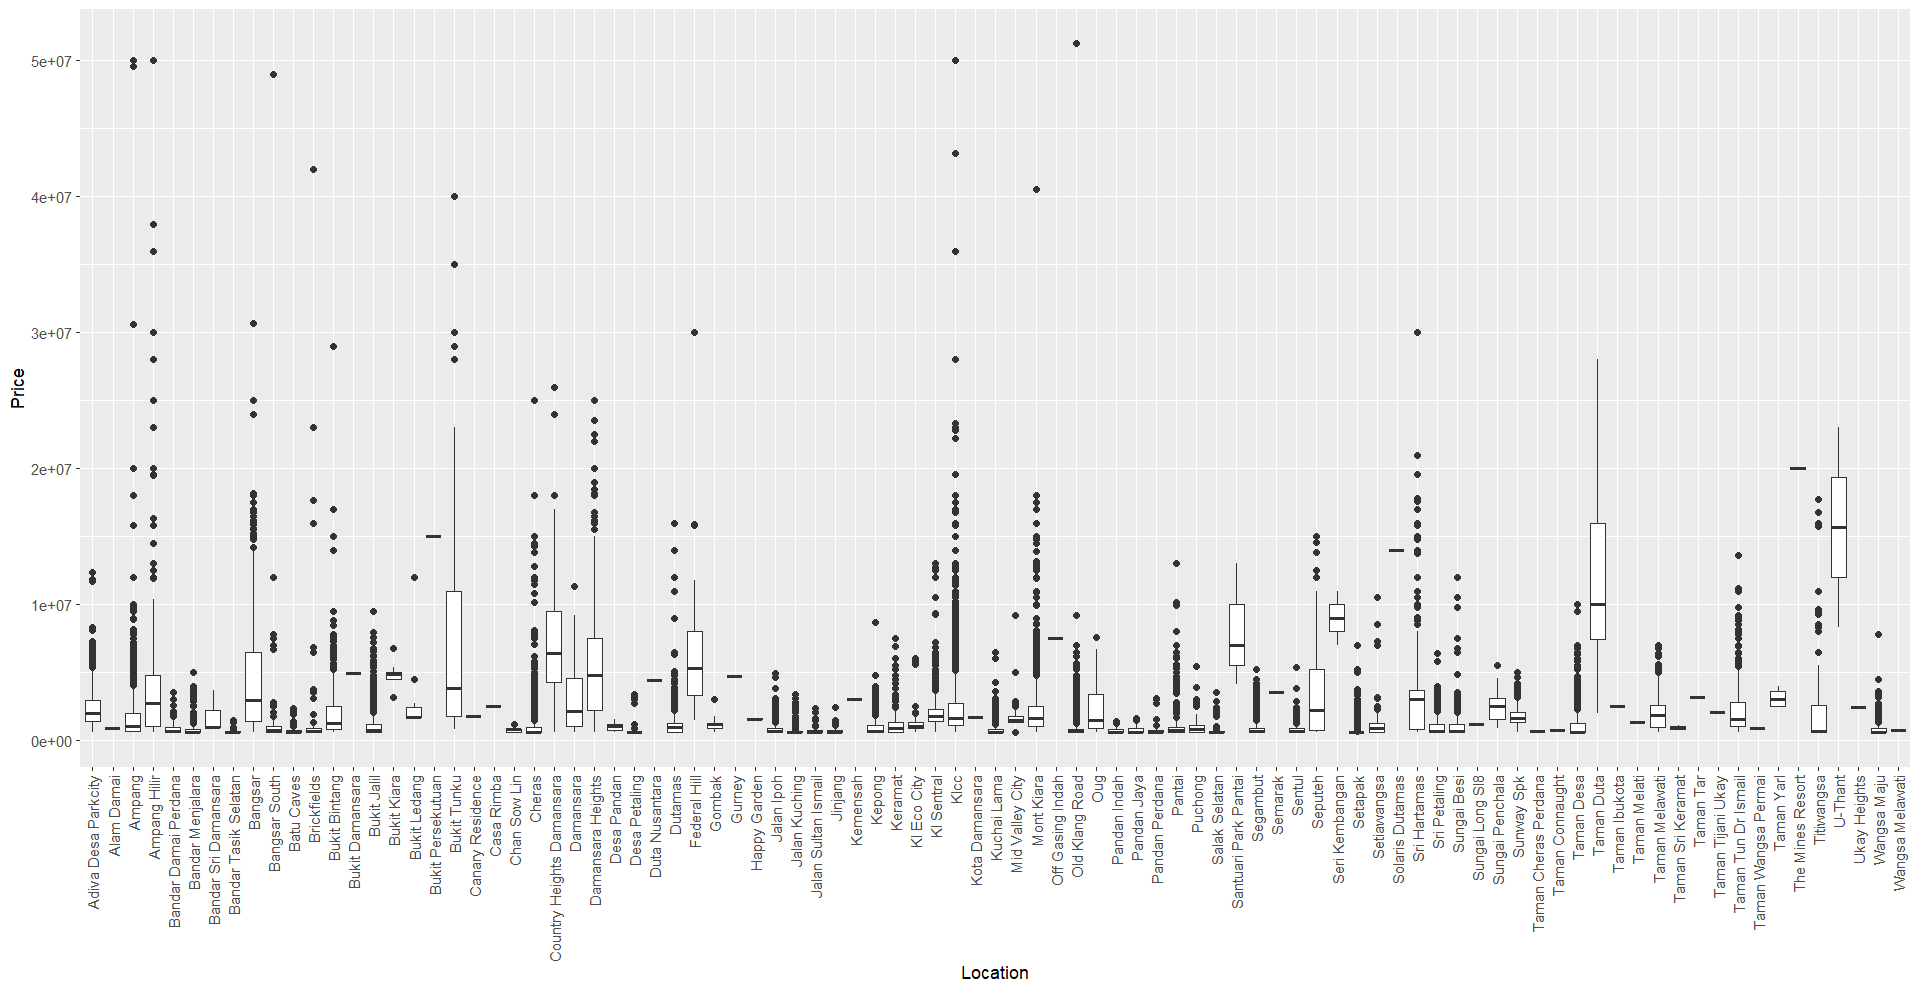 Price
5e+07
4e+07
3e+07
2e+07
1e+07
0e+00
Adiva Desa Parkcity
Alam Damai
Ampang
Ampang Hilir
Bandar Damai Perdana
Bandar Menjalara
Bandar Sri Damansara
Bandar Tasik Selatan
Bangsar
Bangsar South
Batu Caves
Brickfields
Bukit Bintang
Bukit Damansara
Bukit Jalil
Bukit Kiara
Bukit Ledang
Bukit Persekutuan
Bukit Tunku
Canary Residence
Casa Rimba
Chan Sow Lin
Cheras
Country Heights Damansara
Damansara
Damansara Heights
Desa Pandan
Desa Petaling
Duta Nusantara
Dutamas
Federal Hill
Gombak
Gurney
Happy Garden
Jalan Ipoh
Jalan Kuching
Jalan Sultan Ismail
Jinjang
Kemensah
Kepong
Keramat
Kl Eco City
Kl Sentral
Klcc
Kota Damansara
Kuchai Lama
Mid Valley City
Mont Kiara
Off Gasing Indah
Old Klang Road
Oug
Pandan Indah
Pandan Jaya
Pandan Perdana
Pantai
Puchong
Salak Selatan
Santuari Park Pantai
Segambut
Semarak
Sentul
Seputeh
Seri Kembangan
Setapak
Setiawangsa
Solaris Dutamas
Sri Hartamas
Sri Petaling
Sungai Besi
Sungai Long Sl8
Sungai Penchala
Sunway Spk
Taman Cheras Perdana
Taman Connaught
Taman Desa
Taman Duta
Taman Ibukota
Taman Melati
Taman Melawati
Taman Sri Keramat
Taman Tar
Taman Tijani Ukay
Taman Tun Dr Ismail
Taman Wangsa Permai
Taman Yarl
The Mines Resort
Titiwangsa
U-Thant
Ukay Heights
Wangsa Maju
Wangsa Melawati
Location